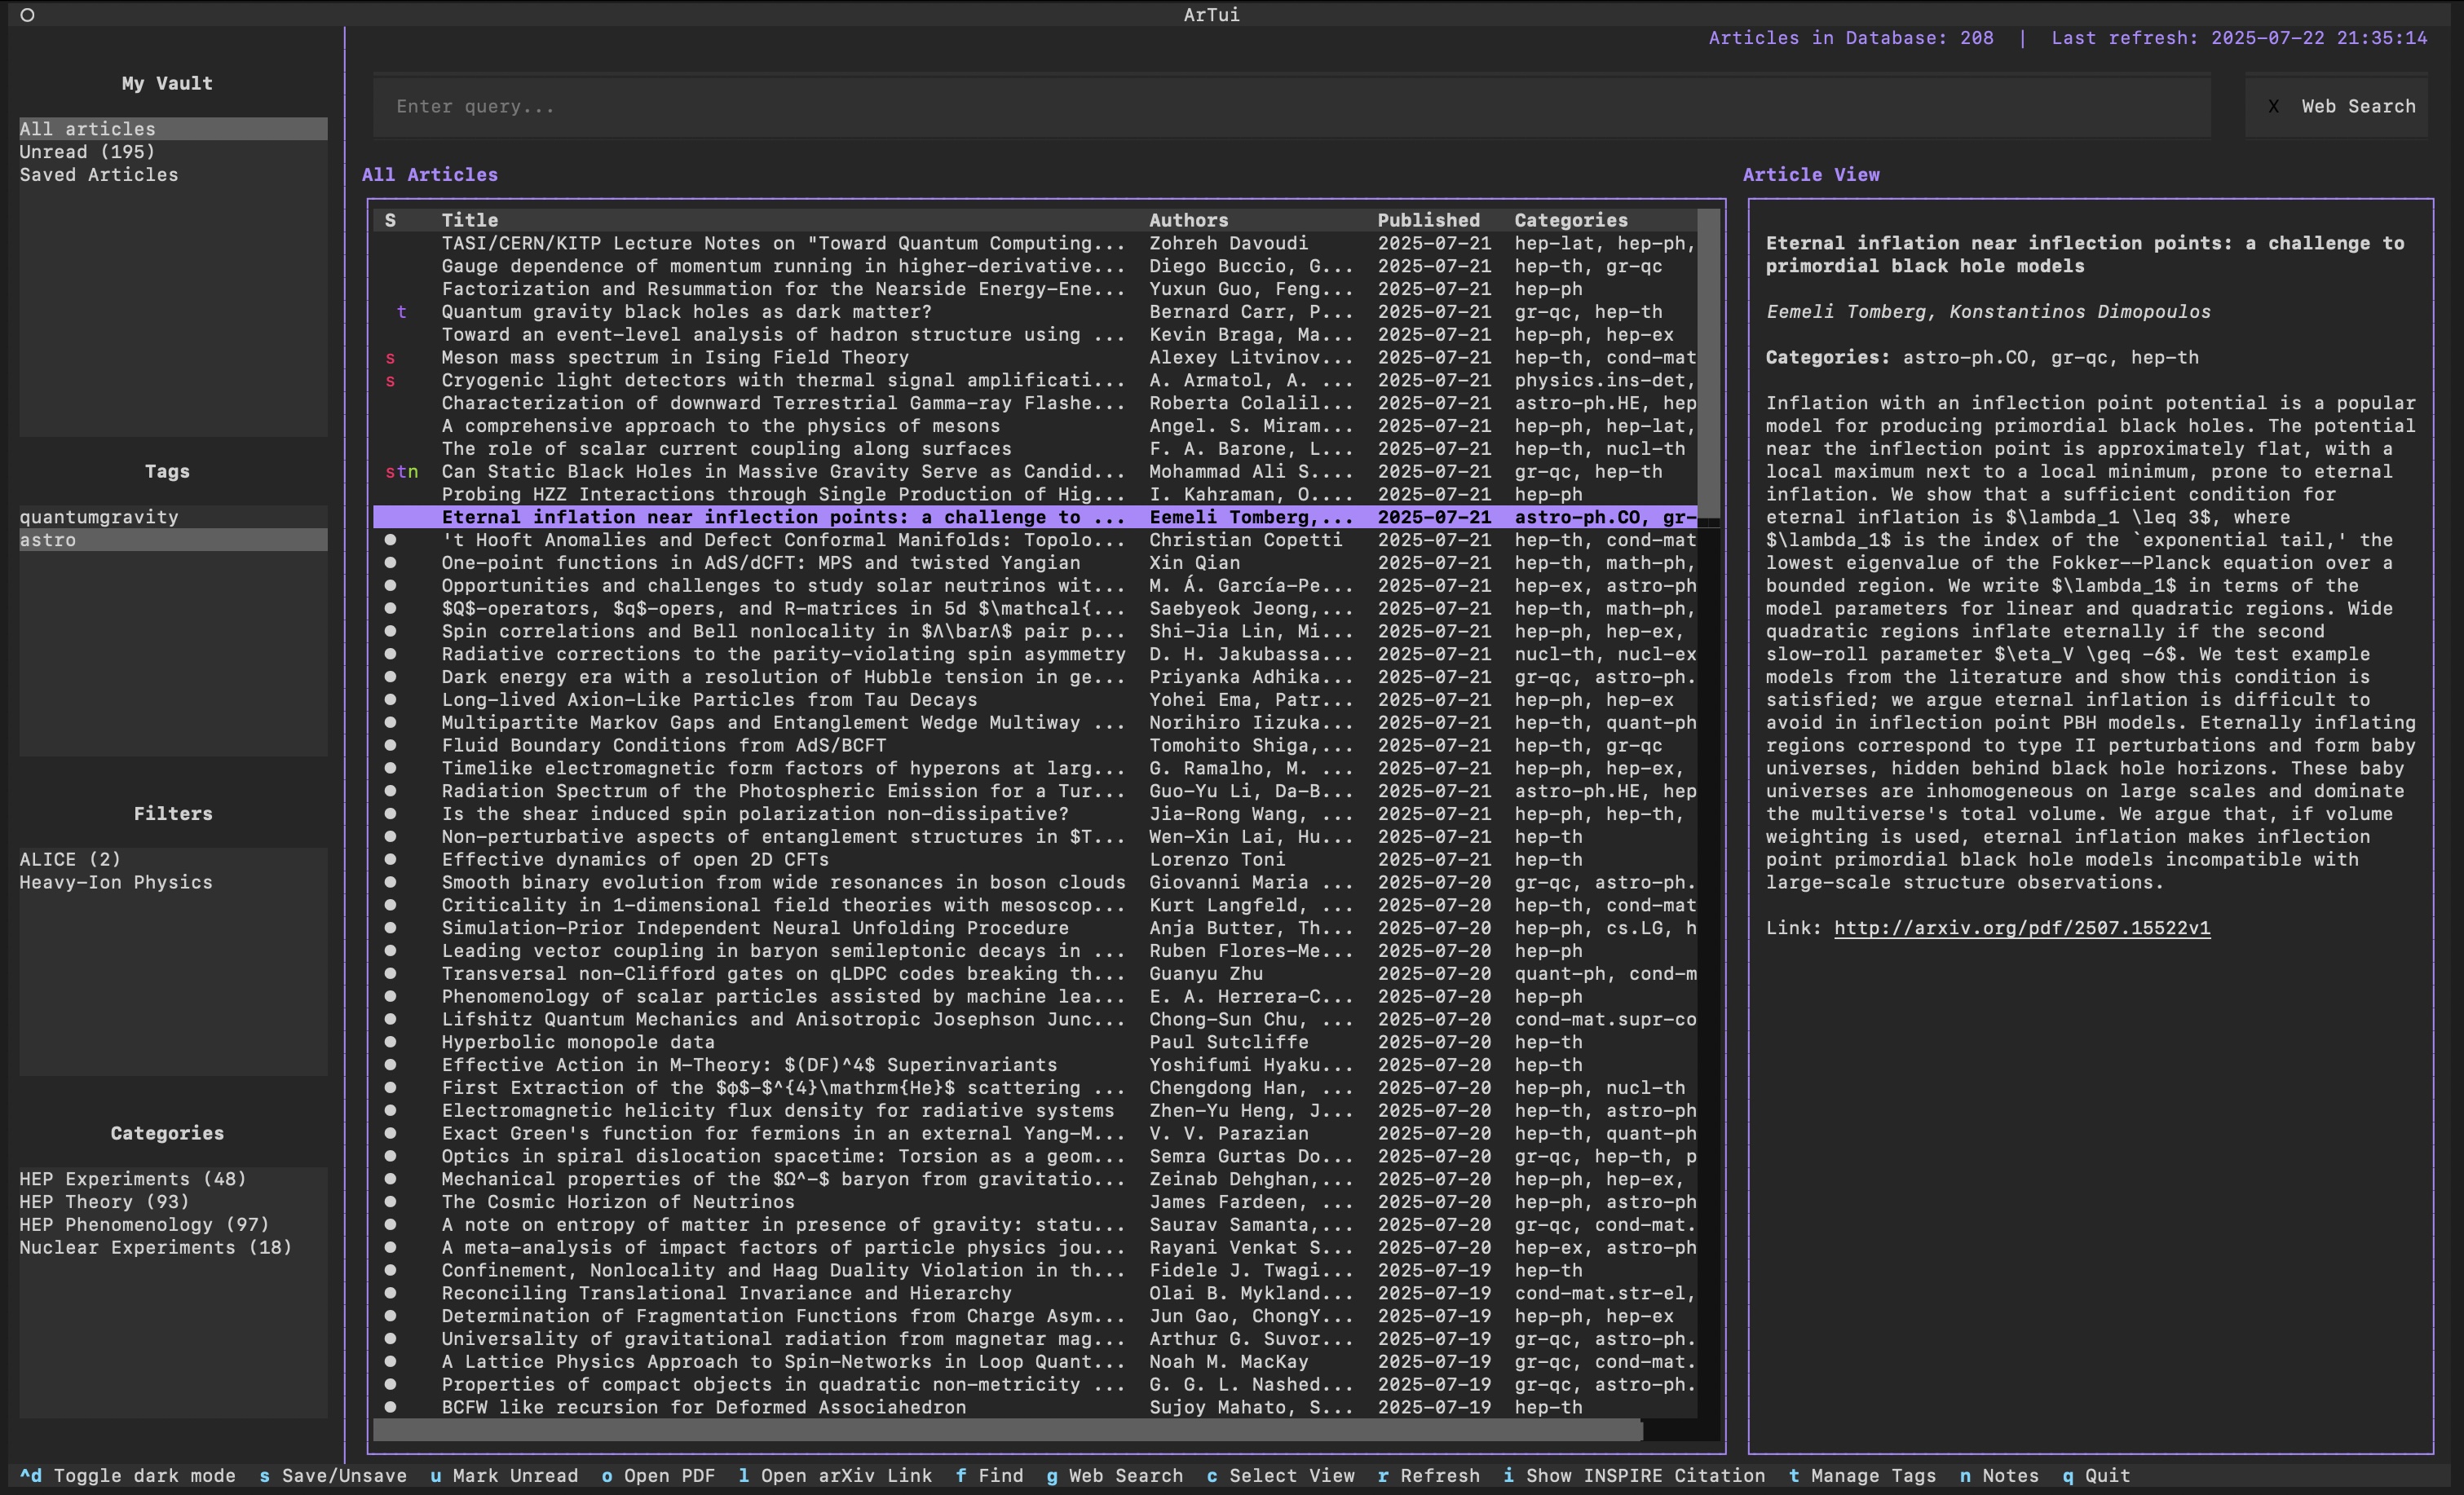 ArTui
Articles in Database: 208 | Last refresh: 2025-07-22 21:35:14
My Vault
All articles
Unread (195)
Saved Articles
Tags
quantumgravity
astro
Filters
ALICE (2)
Heavy-Ion Physics
Categories
HEP Experiments (48)
HEP Theory (93)
HEP Phenomenology (97)
Nuclear Experiments (18)
Enter query...
X Web Search
All Articles
S Title Authors Published Categories
TASI/CERN/KITP Lecture Notes on "Toward Quantum Computing... Zohreh Davoudi 2025-07-21 hep-lat, hep-ph,
Gauge dependence of momentum running in higher-derivative... Diego Buccio, G... 2025-07-21 hep-th, gr-qc
Factorization and Resummation for the Nearside Energy-Ene... Yuxun Guo, Feng... 2025-07-21 hep-ph
t Quantum gravity black holes as dark matter? Bernard Carr, P... 2025-07-21 gr-qc, hep-th
Toward an event-level analysis of hadron structure using ... Kevin Braga, Ma... 2025-07-21 hep-ph, hep-ex
s Meson mass spectrum in Ising Field Theory Alexey Litvinov... 2025-07-21 hep-th, cond-mat
s Cryogenic light detectors with thermal signal amplificati... A. Armatol, A. ... 2025-07-21 physics.ins-det,
Characterization of downward Terrestrial Gamma-ray Flashe... Roberta Colalil... 2025-07-21 astro-ph.HE, hep
A comprehensive approach to the physics of mesons Angel. S. Miram... 2025-07-21 hep-ph, hep-lat,
The role of scalar current coupling along surfaces F. A. Barone, L... 2025-07-21 hep-th, nucl-th
stn Can Static Black Holes in Massive Gravity Serve as Candid... Mohammad Ali S.... 2025-07-21 gr-qc, hep-th
Probing HZZ Interactions through Single Production of Hig... I. Kahraman, O.... 2025-07-21 hep-ph
Eternal inflation near inflection points: a challenge to ... Eemeli Tomberg,... 2025-07-21 astro-ph.CO, gr-
● 't Hooft Anomalies and Defect Conformal Manifolds: Topolo... Christian Copetti 2025-07-21 hep-th, cond-mat
● One-point functions in AdS/dCFT: MPS and twisted Yangian Xin Qian 2025-07-21 hep-th, math-ph,
● Opportunities and challenges to study solar neutrinos wit... M. Á. García-Pe... 2025-07-21 hep-ex, astro-ph
● $Q$-operators, $q$-opers, and R-matrices in 5d $\mathcal{... Saebyeok Jeong,... 2025-07-21 hep-th, math-ph,
● Spin correlations and Bell nonlocality in $Λ\barΛ$ pair p... Shi-Jia Lin, Mi... 2025-07-21 hep-ph, hep-ex,
● Radiative corrections to the parity-violating spin asymmetry D. H. Jakubassa... 2025-07-21 nucl-th, nucl-ex
● Dark energy era with a resolution of Hubble tension in ge... Priyanka Adhika... 2025-07-21 gr-qc, astro-ph.
● Long-lived Axion-Like Particles from Tau Decays Yohei Ema, Patr... 2025-07-21 hep-ph, hep-ex
● Multipartite Markov Gaps and Entanglement Wedge Multiway ... Norihiro Iizuka... 2025-07-21 hep-th, quant-ph
● Fluid Boundary Conditions from AdS/BCFT Tomohito Shiga,... 2025-07-21 hep-th, gr-qc
● Timelike electromagnetic form factors of hyperons at larg... G. Ramalho, M. ... 2025-07-21 hep-ph, hep-ex,
● Radiation Spectrum of the Photospheric Emission for a Tur... Guo-Yu Li, Da-B... 2025-07-21 astro-ph.HE, hep
● Is the shear induced spin polarization non-dissipative? Jia-Rong Wang, ... 2025-07-21 hep-ph, hep-th,
● Non-perturbative aspects of entanglement structures in $T... Wen-Xin Lai, Hu... 2025-07-21 hep-th
● Effective dynamics of open 2D CFTs Lorenzo Toni 2025-07-21 hep-th
● Smooth binary evolution from wide resonances in boson clouds Giovanni Maria ... 2025-07-20 gr-qc, astro-ph.
● Criticality in 1-dimensional field theories with mesoscop... Kurt Langfeld, ... 2025-07-20 hep-th, cond-mat
● Simulation-Prior Independent Neural Unfolding Procedure Anja Butter, Th... 2025-07-20 hep-ph, cs.LG, h
● Leading vector coupling in baryon semileptonic decays in ... Ruben Flores-Me... 2025-07-20 hep-ph
● Transversal non-Clifford gates on qLDPC codes breaking th... Guanyu Zhu 2025-07-20 quant-ph, cond-m
● Phenomenology of scalar particles assisted by machine lea... E. A. Herrera-C... 2025-07-20 hep-ph
● Lifshitz Quantum Mechanics and Anisotropic Josephson Junc... Chong-Sun Chu, ... 2025-07-20 cond-mat.supr-co
● Hyperbolic monopole data Paul Sutcliffe 2025-07-20 hep-th
● Effective Action in M-Theory: $(DF)^4$ Superinvariants Yoshifumi Hyaku... 2025-07-20 hep-th
● First Extraction of the $ϕ$-$^{4}\mathrm{He}$ scattering ... Chengdong Han, ... 2025-07-20 hep-ph, nucl-th
● Electromagnetic helicity flux density for radiative systems Zhen-Yu Heng, J... 2025-07-20 hep-th, astro-ph
● Exact Green's function for fermions in an external Yang-M... V. V. Parazian 2025-07-20 hep-th, quant-ph
● Optics in spiral dislocation spacetime: Torsion as a geom... Semra Gurtas Do... 2025-07-20 gr-qc, hep-th, p
● Mechanical properties of the $Ω^-$ baryon from gravitatio... Zeinab Dehghan,... 2025-07-20 hep-ph, hep-ex,
● The Cosmic Horizon of Neutrinos James Fardeen, ... 2025-07-20 hep-ph, astro-ph
● A note on entropy of matter in presence of gravity: statu... Saurav Samanta,... 2025-07-20 gr-qc, cond-mat.
● A meta-analysis of impact factors of particle physics jou... Rayani Venkat S... 2025-07-20 hep-ex, astro-ph
● Confinement, Nonlocality and Haag Duality Violation in th... Fidele J. Twagi... 2025-07-20 hep-th
● Reconciling Translational Invariance and Hierarchy Olai B. Mykland... 2025-07-19 cond-mat.str-el,
● Determination of Fragmentation Functions from Charge Asym... Jun Gao, ChongY... 2025-07-19 hep-ph, hep-ex
● Universality of gravitational radiation from magnetar mag... Arthur G. Suvor... 2025-07-19 gr-qc, astro-ph.
● A Lattice Physics Approach to Spin-Networks in Loop Quant... Noah M. MacKay 2025-07-19 gr-qc, cond-mat.
● Properties of compact objects in quadratic non-metricity ... G. G. L. Nashed... 2025-07-19 gr-qc, astro-ph.
● BCFW like recursion for Deformed Associahedron Sujoy Mahato, S... 2025-07-19 hep-th
Article View
Eternal inflation near inflection points: a challenge to
primordial black hole models
Eemeli Tomberg, Konstantinos Dimopoulos
Categories: astro-ph.CO, gr-qc, hep-th
Inflation with an inflection point potential is a popular
model for producing primordial black holes. The potential
near the inflection point is approximately flat, with a
local maximum next to a local minimum, prone to eternal
inflation. We show that a sufficient condition for
eternal inflation is $\lambda_1 \leq 3$, where
$\lambda_1$ is the index of the `exponential tail,' the
lowest eigenvalue of the Fokker--Planck equation over a
bounded region. We write $\lambda_1$ in terms of the
model parameters for linear and quadratic regions. Wide
quadratic regions inflate eternally if the second
slow-roll parameter $\eta_V \geq -6$. We test example
models from the literature and show this condition is
satisfied; we argue eternal inflation is difficult to
avoid in inflection point PBH models. Eternally inflating
regions correspond to type II perturbations and form baby
universes, hidden behind black hole horizons. These baby
universes are inhomogeneous on large scales and dominate
the multiverse's total volume. We argue that, if volume
weighting is used, eternal inflation makes inflection
point primordial black hole models incompatible with
large-scale structure observations.
Link: http://arxiv.org/pdf/2507.15522v1
^d Toggle dark mode s Save/Unsave u Mark Unread o Open PDF l Open arXiv Link f Find g Web Search c Select View r Refresh i Show INSPIRE Citation t Manage Tags n Notes q Quit